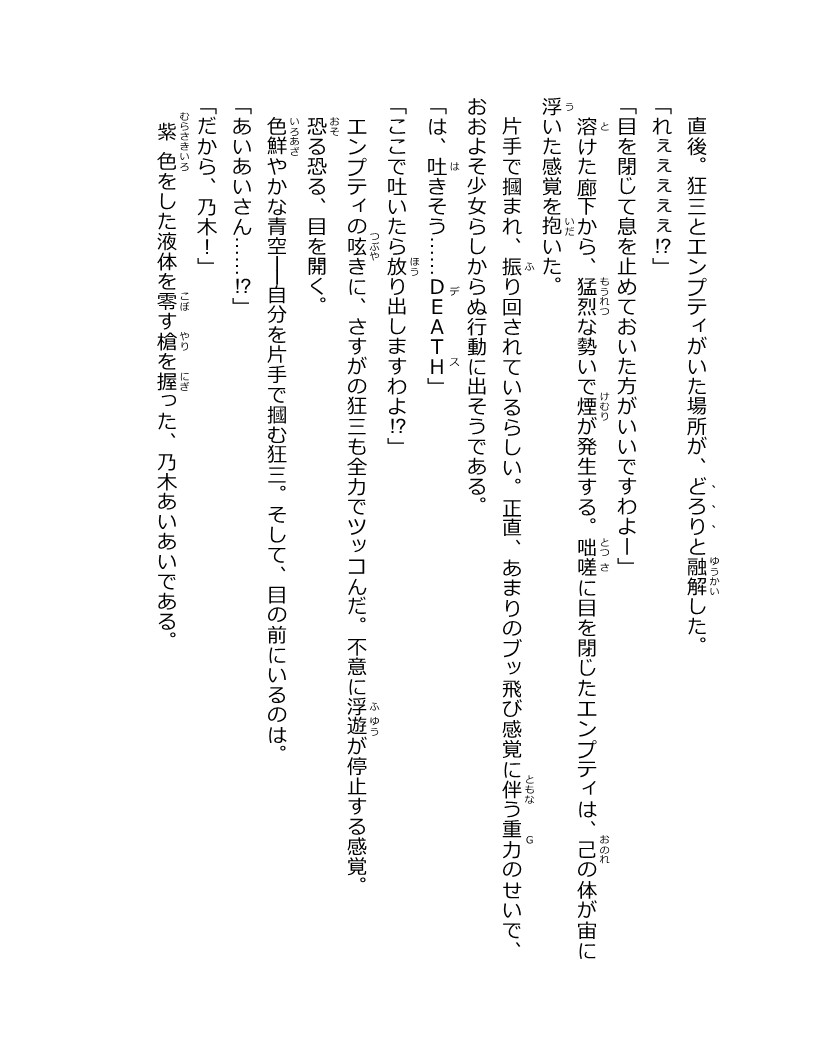 直後。狂三とエンプティがいた場所が、どろりと融解した。
「れぇぇぇぇぇ!?」
「目を閉じて息を止めておいた方がいいですわよー」
溶けた廊下から、猛烈な勢いで煙が発生する。咄嗟に目を閉じたエンプティは、己の体が宙に
浮いた感覚を抱いた。
片手で摑まれ、振り回されているらしい。正直、あまりのブッ飛び感覚に伴う重力のせいで、
おおよそ少女らしからぬ行動に出そうである。
「は、吐きそう……DEATH」
「ここで吐いたら放り出しますわよ!?」
エンプティの呟きに、さすがの狂三も全力でツッコんだ。不意に浮遊が停止する感覚。
恐る恐る、目を開く。
色鮮やかな青空──自分を片手で摑む狂三。そして、目の前にいるのは。
「あいあいさん……!?」
「だから、乃木！」
紫色をした液体を零す槍を握った、乃木あいあいである。